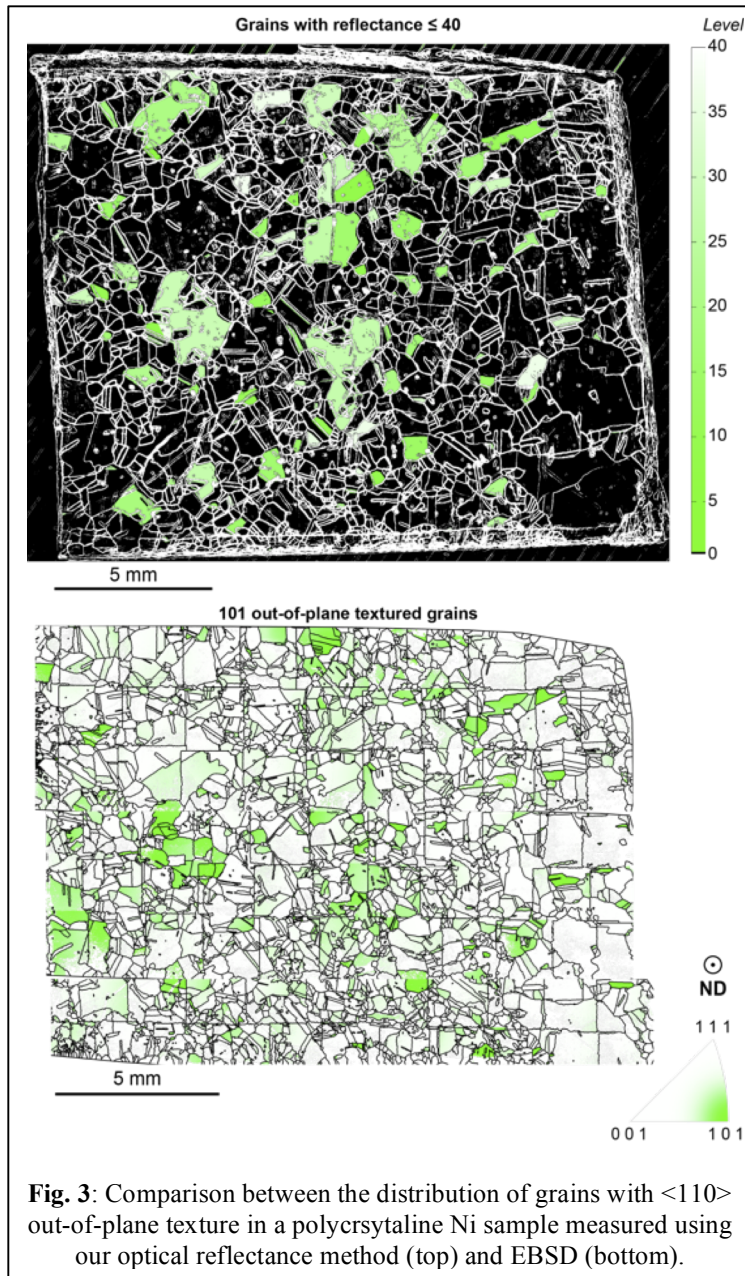 Grains with reflectance ≤ 40
Level
40
35
30
25
20
15
10
5
0
5 mm
101 out-of-plane textured grains
ND
1 1 1
5 mm
0 0 1 1 0 1
Fig. 3: Comparison between the distribution of grains with <110>
out-of-plane texture in a polycrsytaline Ni sample measured using
our optical reflectance method (top) and EBSD (bottom).